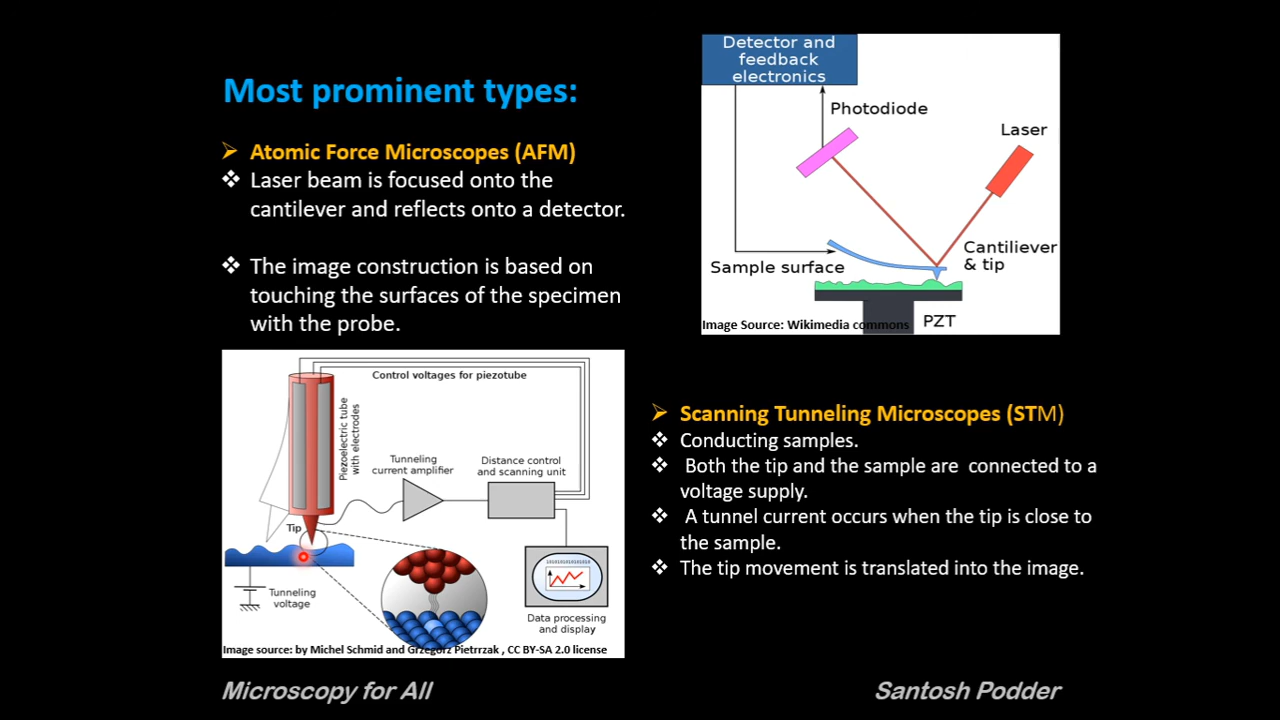 Most prominent types:
➢ Atomic Force Microscopes (AFM)
❖ Laser beam is focused onto the
cantilever and reflects onto a detector.
❖ The image construction is based on
touching the surfaces of the specimen
with the probe.
Detector and
feedback
electronics
Photodiode
Laser
Cantiliever
& tip
Sample surface
PZT
Image Source: Wikimedia commons
Control voltages for piezotube
Piezoelectric tube
with electrodes
Tunneling
current amplifier
Distance control
and scanning unit
Tip
Tunneling
voltage
101010101010101010
Data processing
and display
Image source: by Michel Schmid and Grzegorz Pietrrzak , CC BY-SA 2.0 license
➢ Scanning Tunneling Microscopes (STM)
❖ Conducting samples.
❖ Both the tip and the sample are connected to a
voltage supply.
❖ A tunnel current occurs when the tip is close to
the sample.
❖ The tip movement is translated into the image.
Microscopy for All
Santosh Podder